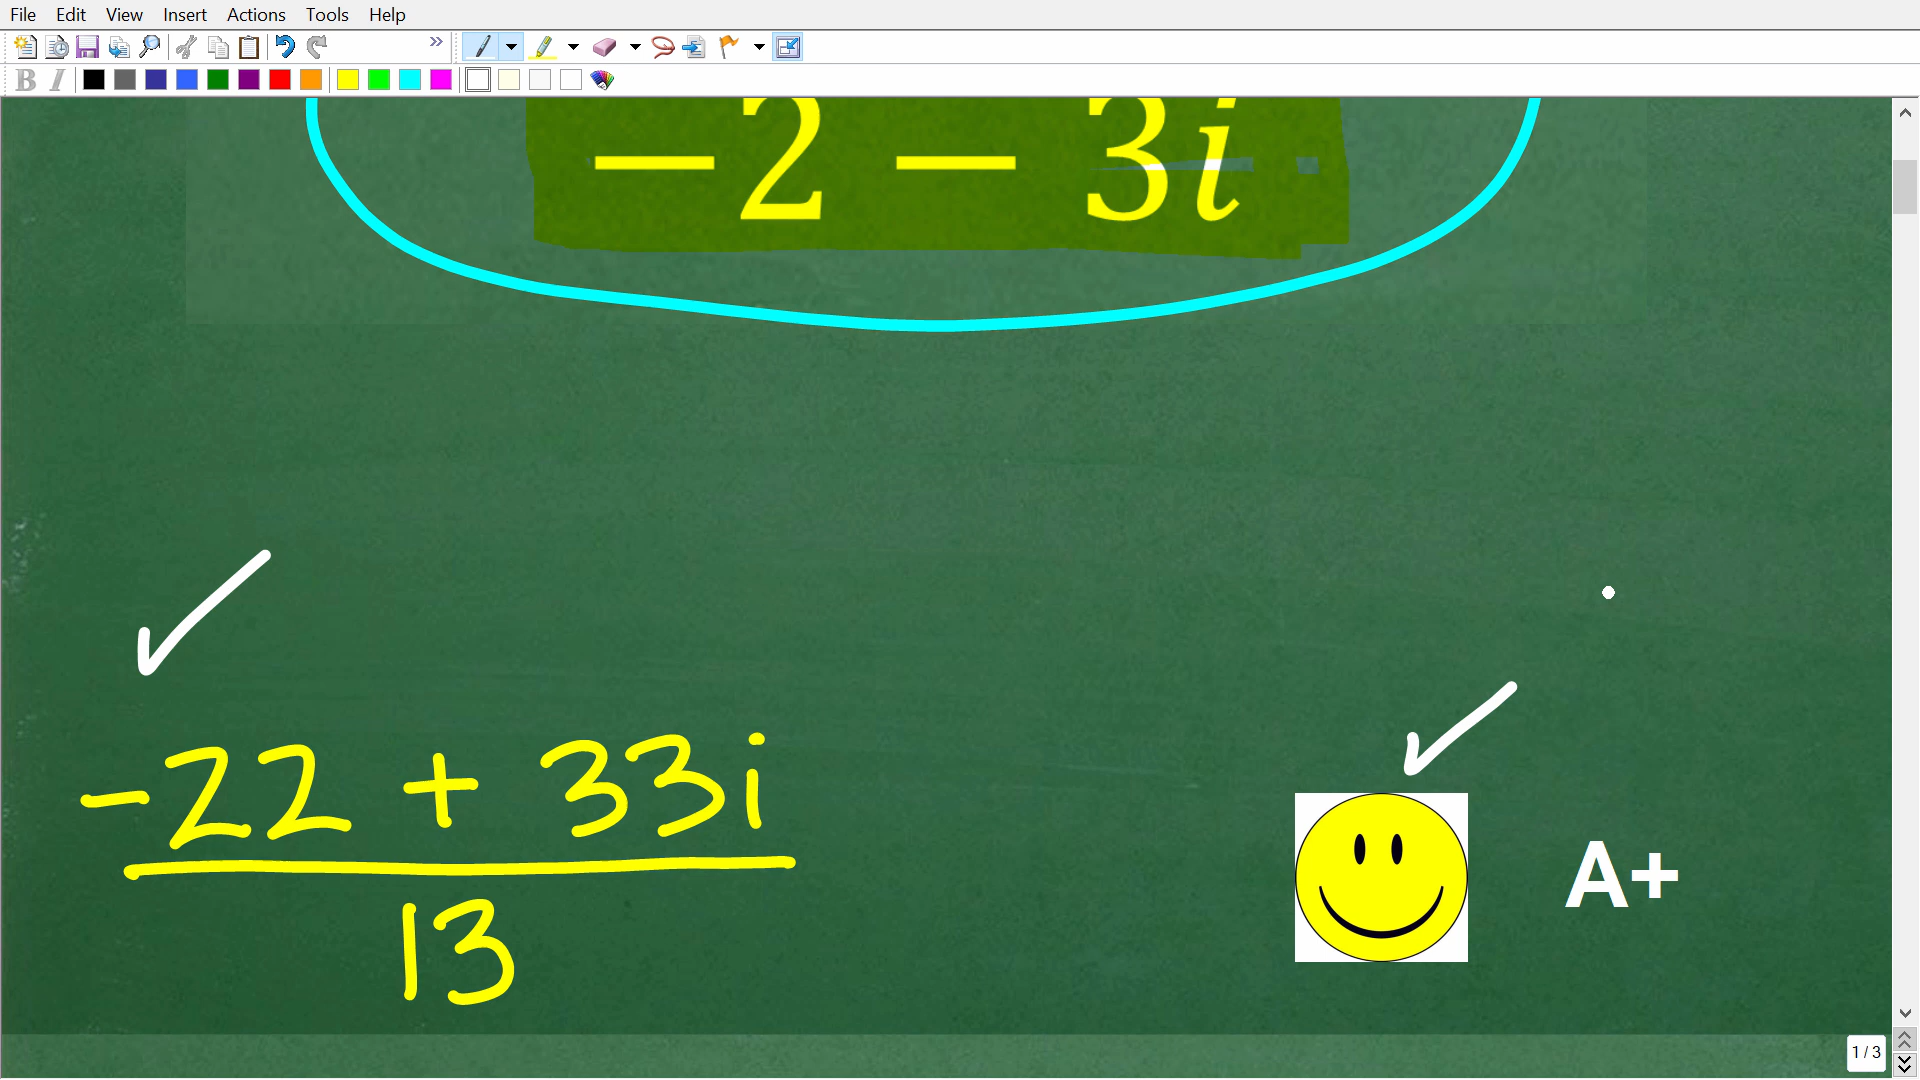 File Edit View Insert Actions Tools Help
B I
−2 − 3i
-22 + 33i
13
A+
1 / 3